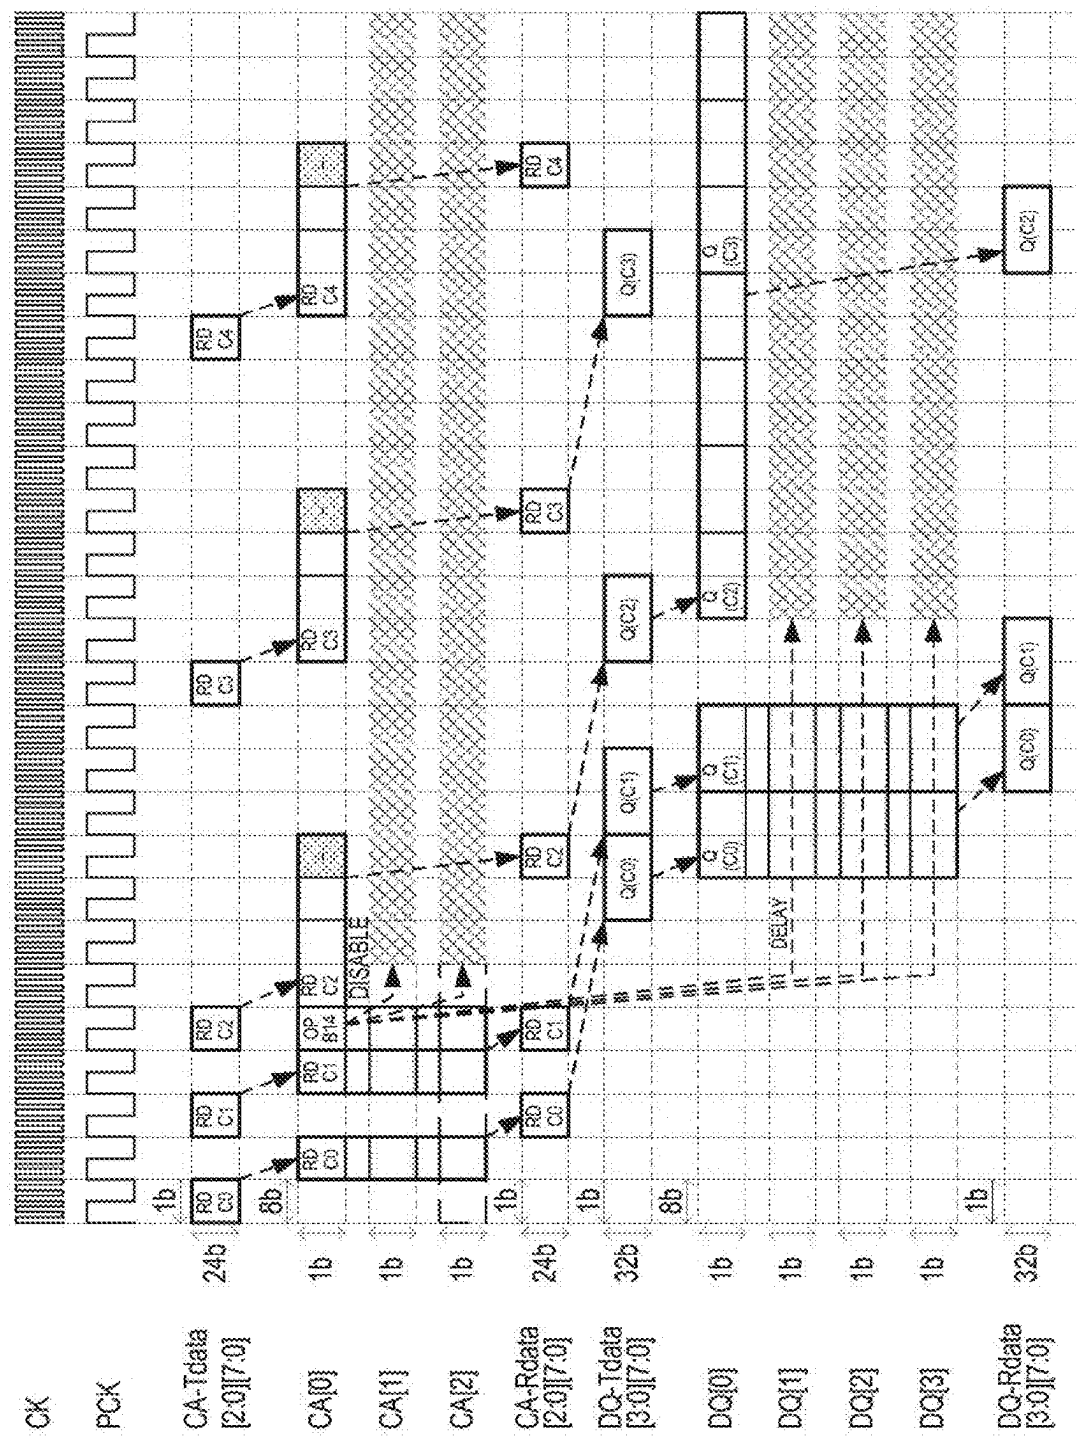 CK
PCK
1b
24b
CA-Tdata
[2:0][7:0]
RD
C0
RD
C1
RD
C2
RD
C3
RD
C4
8b
1b
CA[0]
RD
C0
RD
C1
OP
B14
RD
C2
-
RD
C3
-
RD
C4
-
DISABLE
1b
CA[1]
1b
CA[2]
1b
24b
CA-Rdata
[2:0][7:0]
RD
C0
RD
C1
RD
C2
RD
C3
RD
C4
1b
32b
DQ-Tdata
[3:0][7:0]
Q(C0)
Q(C1)
Q(C2)
Q(C3)
8b
1b
DQ[0]
Q
(C0)
Q
(C1)
Q
(C2)
Q
(C3)
DELAY
1b
DQ[1]
1b
DQ[2]
1b
DQ[3]
1b
32b
DQ-Rdata
[3:0][7:0]
Q(C0)
Q(C1)
Q(C2)